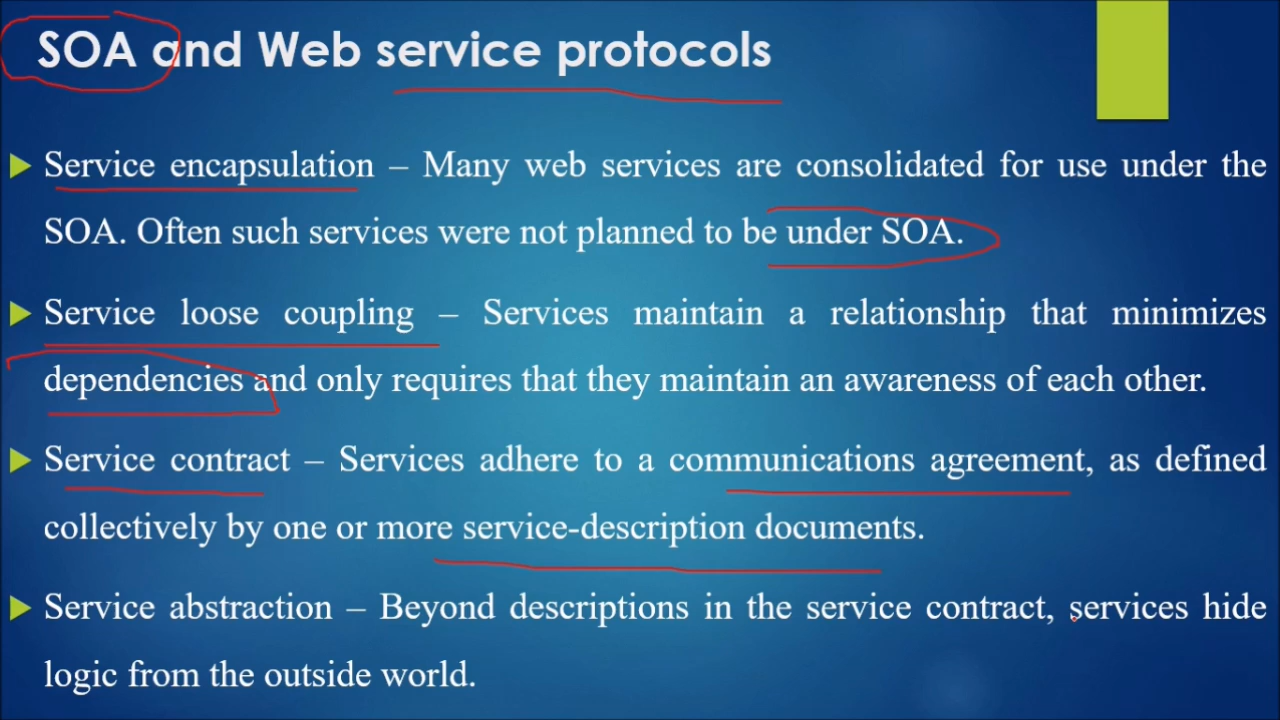 SOA and Web service protocols
Service encapsulation – Many web services are consolidated for use under the
SOA. Often such services were not planned to be under SOA.
Service loose coupling – Services maintain a relationship that minimizes
dependencies and only requires that they maintain an awareness of each other.
Service contract – Services adhere to a communications agreement, as defined
collectively by one or more service-description documents.
Service abstraction – Beyond descriptions in the service contract, services hide
logic from the outside world.